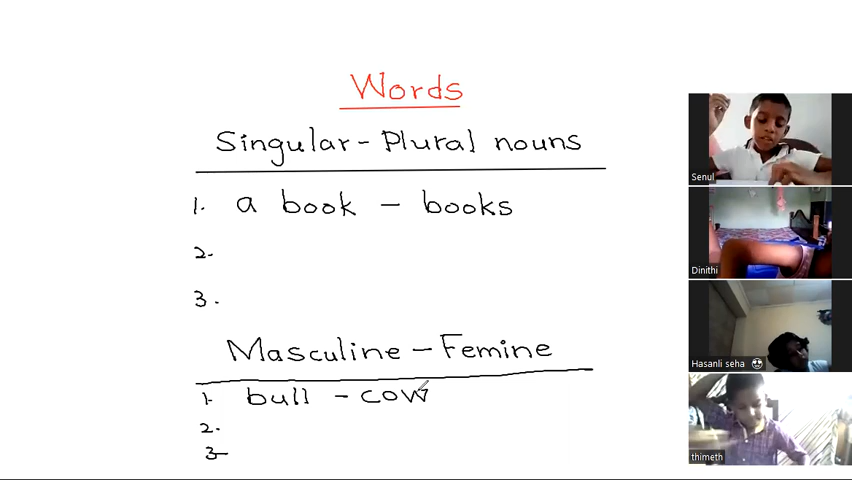 Words
Singular - Plural nouns
1. a book - books
2.
3.
Masculine - Femine
1. bull - cow
2.
3
Senul
Dinithi
Hasanli seha
thimeth